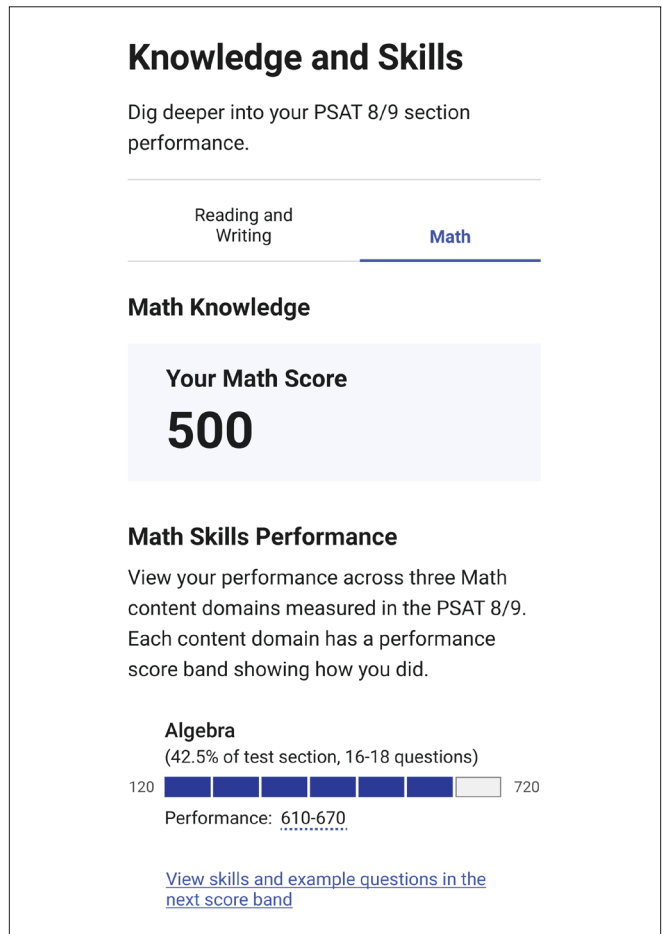 Knowledge and Skills
Dig deeper into your PSAT 8/9 section
performance.
Reading and
Writing
Math
Math Knowledge
Your Math Score
500
Math Skills Performance
View your performance across three Math
content domains measured in the PSAT 8/9.
Each content domain has a performance
score band showing how you did.
Algebra
(42.5% of test section, 16-18 questions)
120
720
Performance: 610-670
View skills and example questions in the
next score band